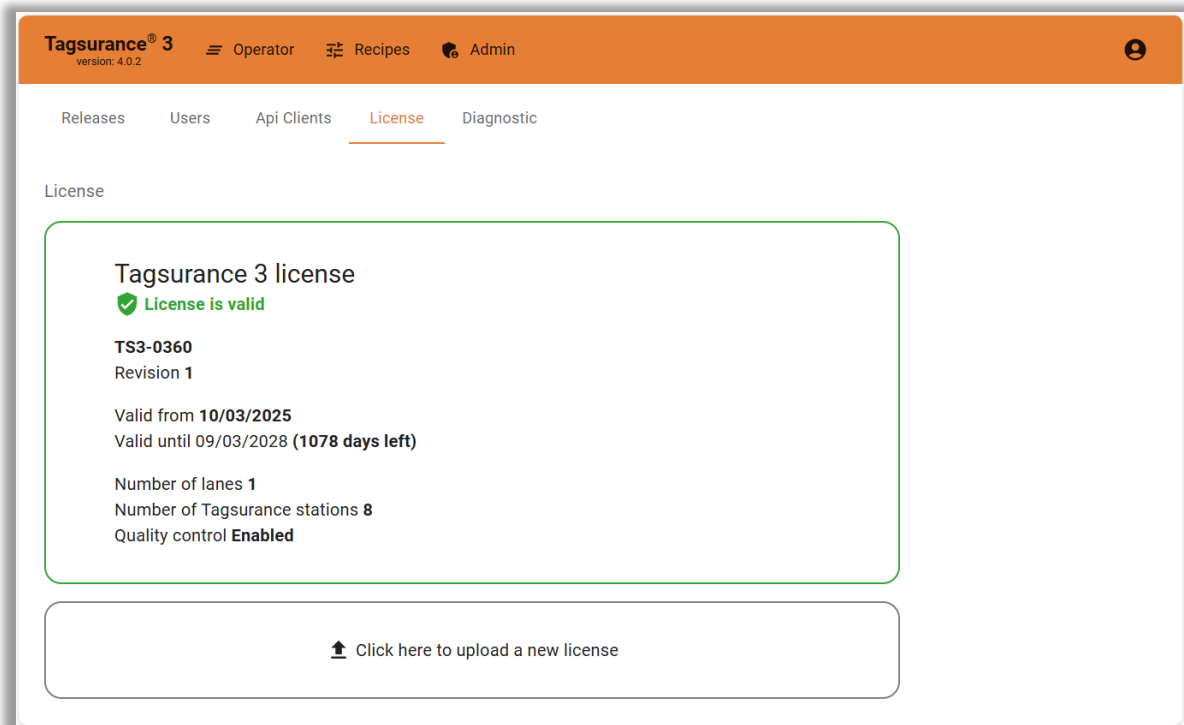 Tagsurance® 3
version: 4.0.2
Operator
Recipes
Admin
Releases
Users
Api Clients
License
Diagnostic
License
Tagsurance 3 license
License is valid
TS3-0360
Revision 1
Valid from 10/03/2025
Valid until 09/03/2028 (1078 days left)
Number of lanes 1
Number of Tagsurance stations 8
Quality control Enabled
Click here to upload a new license